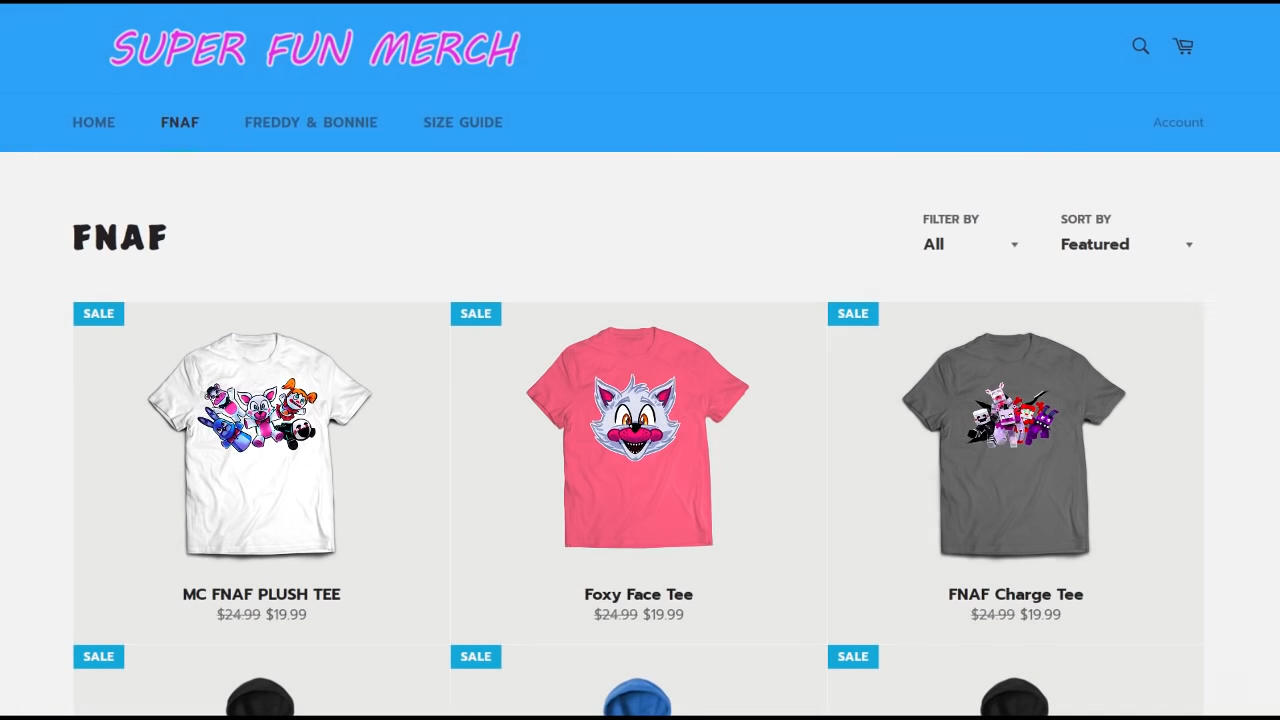 SUPER FUN MERCH
HOME FNAF FREDDY & BONNIE SIZE GUIDE Account
FNAF
FILTER BY SORT BY
All Featured
SALE SALE SALE
MC FNAF PLUSH TEE Foxy Face Tee FNAF Charge Tee
$24.99 $19.99 $24.99 $19.99 $24.99 $19.99
SALE SALE SALE